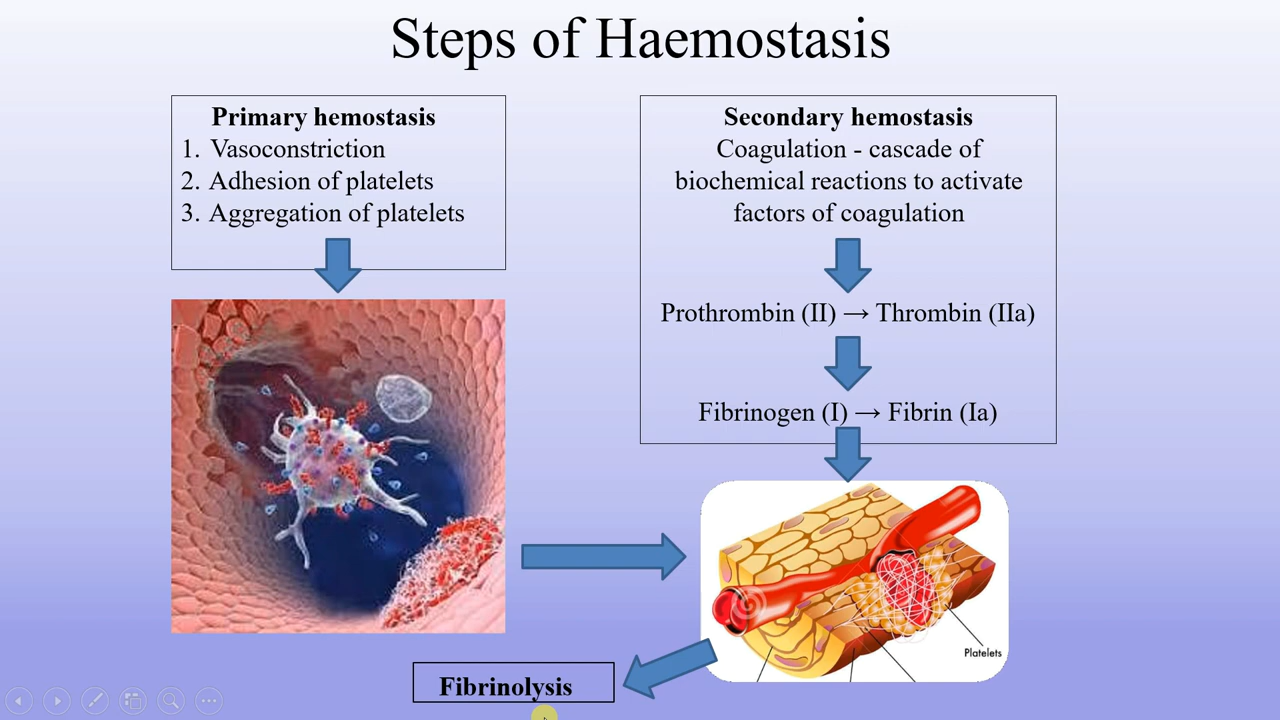 Steps of Haemostasis
Primary hemostasis
1. Vasoconstriction
2. Adhesion of platelets
3. Aggregation of platelets
Secondary hemostasis
Coagulation - cascade of
biochemical reactions to activate
factors of coagulation
Prothrombin (II) → Thrombin (IIa)
Fibrinogen (I) → Fibrin (Ia)
Platelets
Fibrinolysis